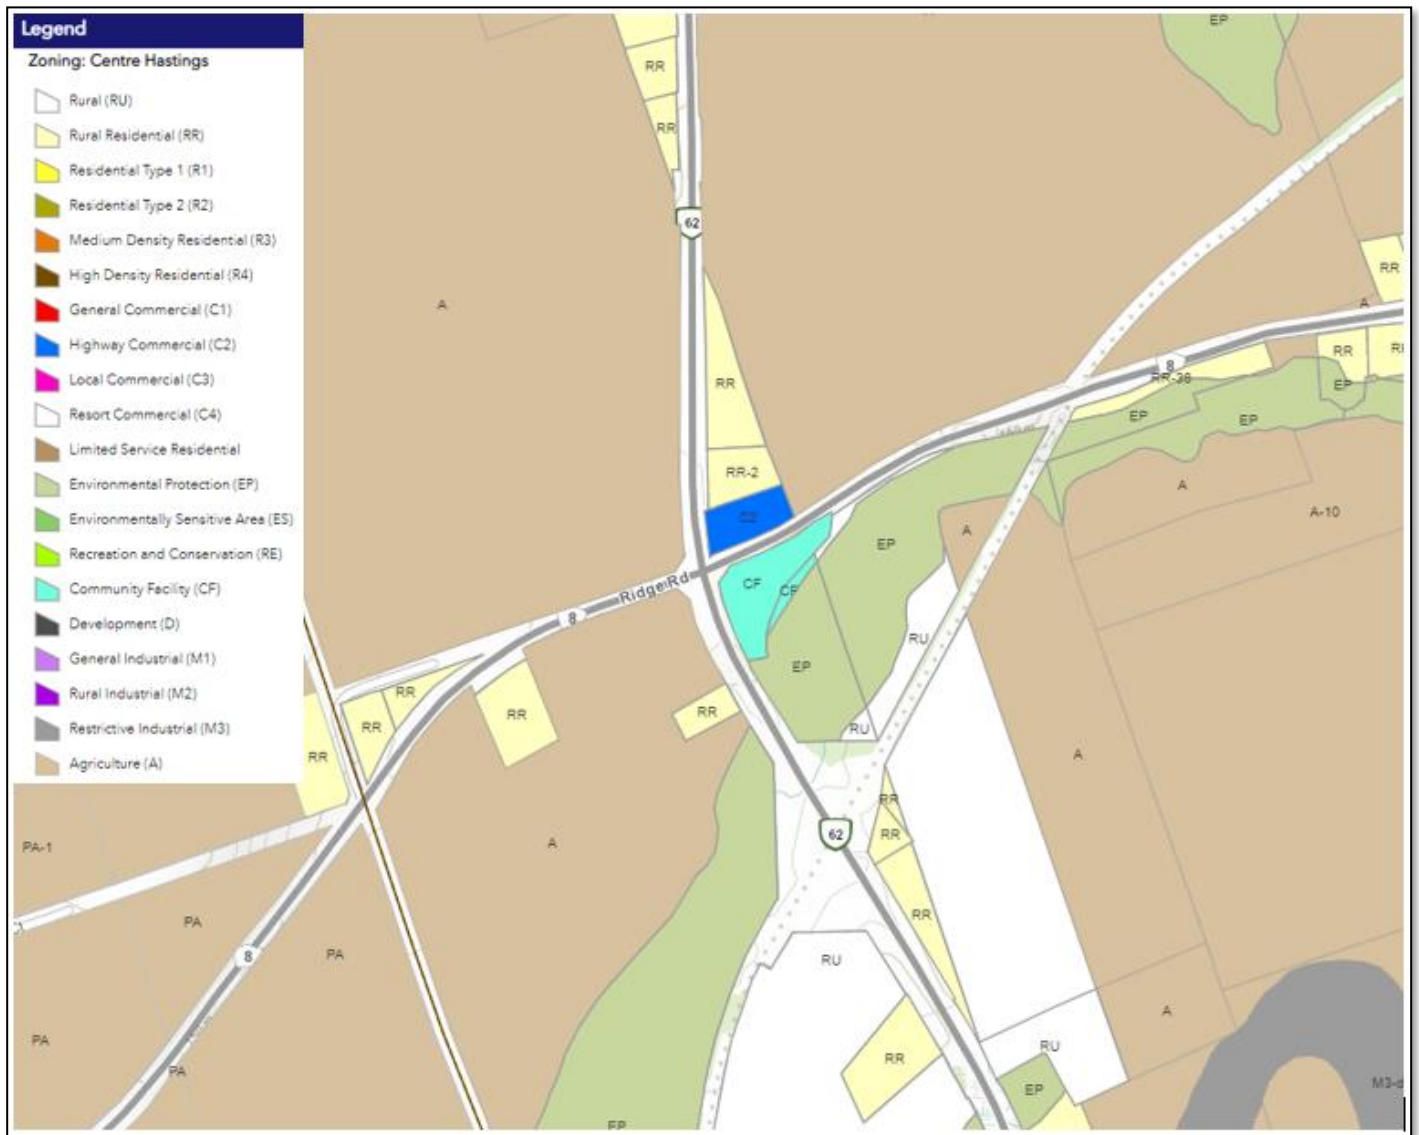 Legend
Zoning: Centre Hastings
Rural (RU)
Rural Residential (RR)
Residential Type 1 (R1)
Residential Type 2 (R2)
Medium Density Residential (R3)
High Density Residential (R4)
General Commercial (C1)
Highway Commercial (C2)
Local Commercial (C3)
Resort Commercial (C4)
Limited Service Residential
Environmental Protection (EP)
Environmentally Sensitive Area (ES)
Recreation and Conservation (RE)
Community Facility (CF)
Development (D)
General Industrial (M1)
Rural Industrial (M2)
Restrictive Industrial (M3)
Agriculture (A)
EP
RR
RR
62
RR
A
A
RR
8
RR
RR-38
EP
RR
EP
EP
RR-2
A
A-10
C2
A
EP
CF
CF
Ridge Rd
8
RU
EP
RR
RR
RR
RR
RU
RR
A
RR
62
RR
A
PA-1
RR
PA
PA
8
RU
A
PA
RU
RR
PA
EP
EP